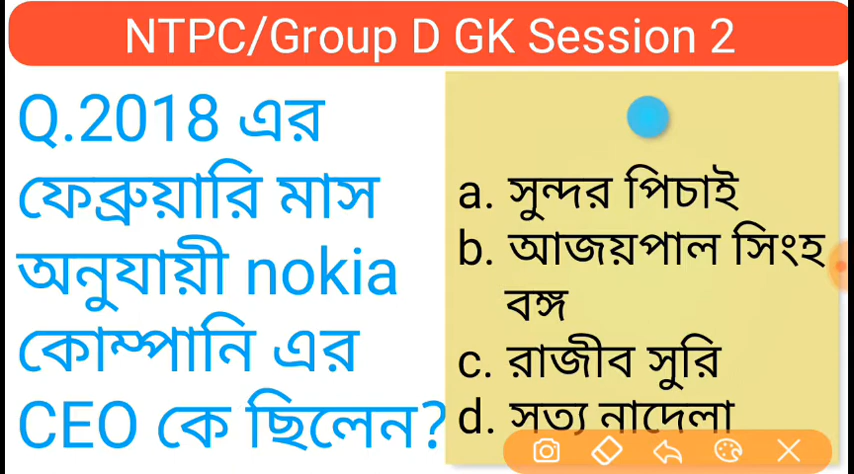 NTPC/Group D GK Session 2
Q.2018 এর
ফেব্রুয়ারি মাস
অনুযায়ী nokia
কোম্পানি এর
CEO কে ছিলেন?
a. সুন্দর পিচাই
b. আজয়পাল সিংহ
বঙ্গ
c. রাজীব সুরি
d. সত্য নাদেলা